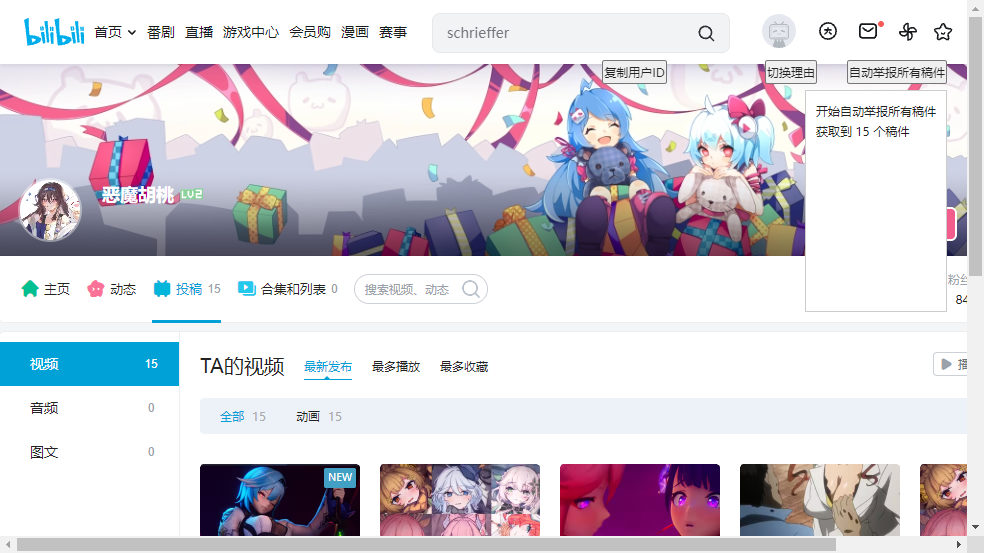 bilibili
首页
番剧
直播
游戏中心
会员购
漫画
赛事
schrieffer
复制用户ID
切换理由
自动举报所有稿件
开始自动举报所有稿件
获取到 15 个稿件
恶魔胡桃 LV2
主页
动态
投稿 15
合集和列表 0
搜索视频、动态
粉丝
84
视频 15
音频 0
图文 0
TA的视频
最新发布
最多播放
最多收藏
播
全部 15
动画 15
NEW